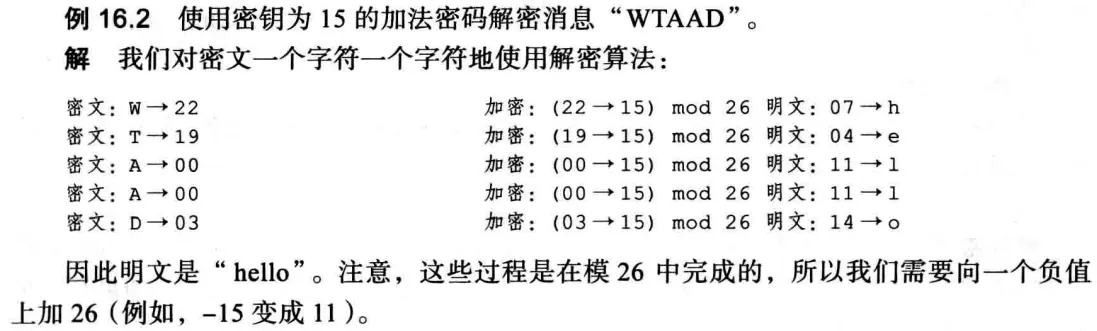 例 16.2 使用密钥为 15 的加法密码解密消息“WTAAD”。
解 我们对密文一个字符一个字符地使用解密算法：
密文：W→22 加密：(22→15) mod 26 明文：07→h
密文：T→19 加密：(19→15) mod 26 明文：04→e
密文：A→00 加密：(00→15) mod 26 明文：11→l
密文：A→00 加密：(00→15) mod 26 明文：11→l
密文：D→03 加密：(03→15) mod 26 明文：14→o
因此明文是“hello”。注意，这些过程是在模 26 中完成的，所以我们需要向一个负值
上加 26（例如，−15 变成 11）。